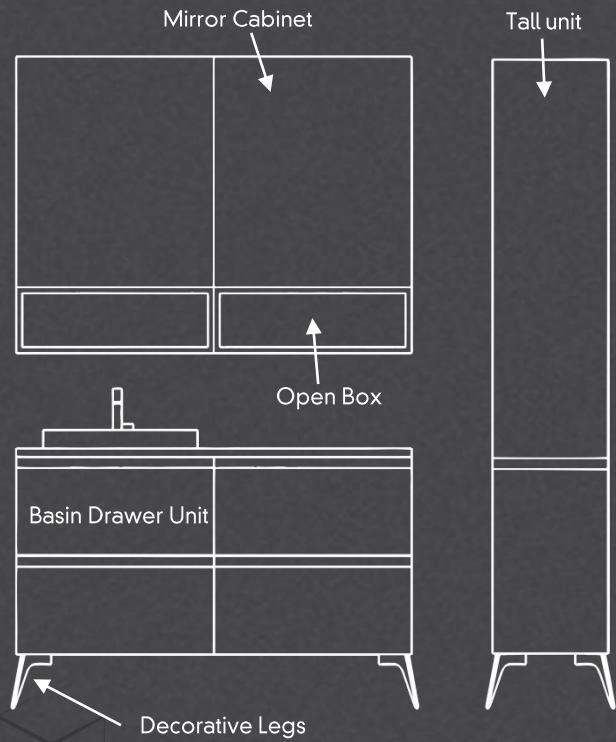 Mirror Cabinet
Tall unit
Open Box
Basin Drawer Unit
Decorative Legs